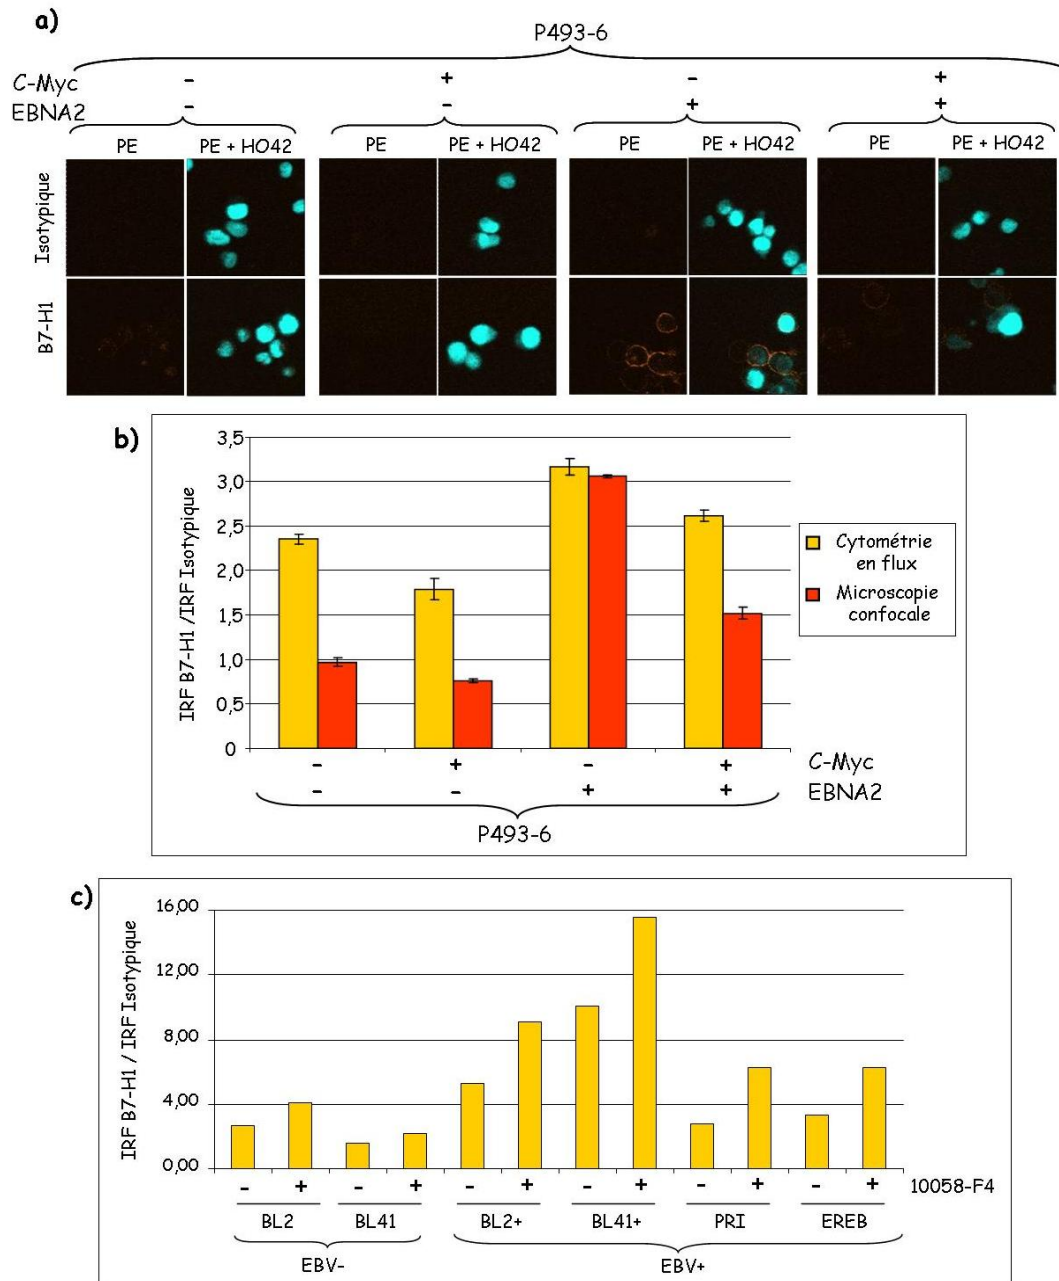 a)
P493-6
C-Myc - + - +
EBNA2 - - + +
PE PE + HO42 PE PE + HO42 PE PE + HO42 PE PE + HO42
Isotypique
B7-H1
b)
IRF B7-H1 /IRF Isotypique
3,5
3,0
2,5
2,0
1,5
1,0
0,5
0
Cytométrie
en flux
Microscopie
confocale
- + - + C-Myc
- - + + EBNA2
P493-6
c)
IRF B7-H1 / IRF Isotypique
16,00
12,00
8,00
4,00
0,00
- + - + - + - + - + - + 10058-F4
BL2 BL41 BL2+ BL41+ PRI EREB
EBV- EBV+